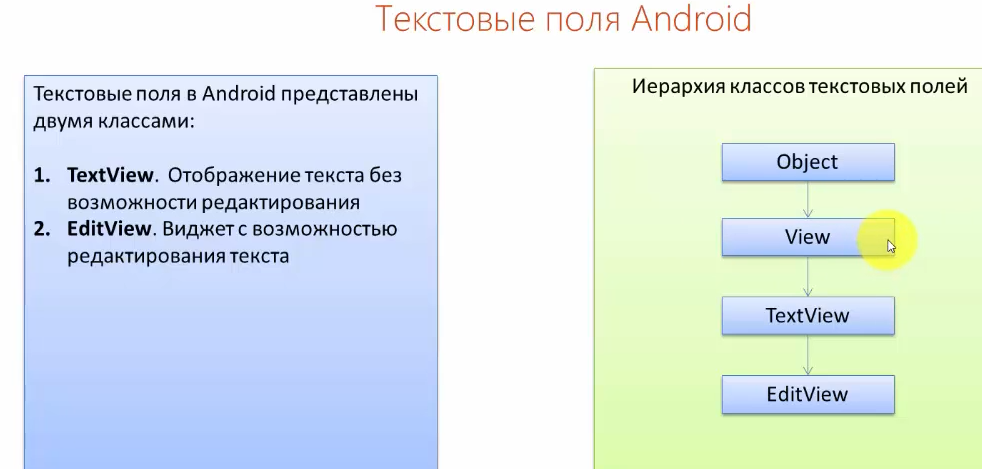 Текстовые поля Android
Текстовые поля в Android представлены
двумя классами:
1. TextView. Отображение текста без
возможности редактирования
2. EditView. Виджет с возможностью
редактирования текста
Иерархия классов текстовых полей
Object
View
TextView
EditView